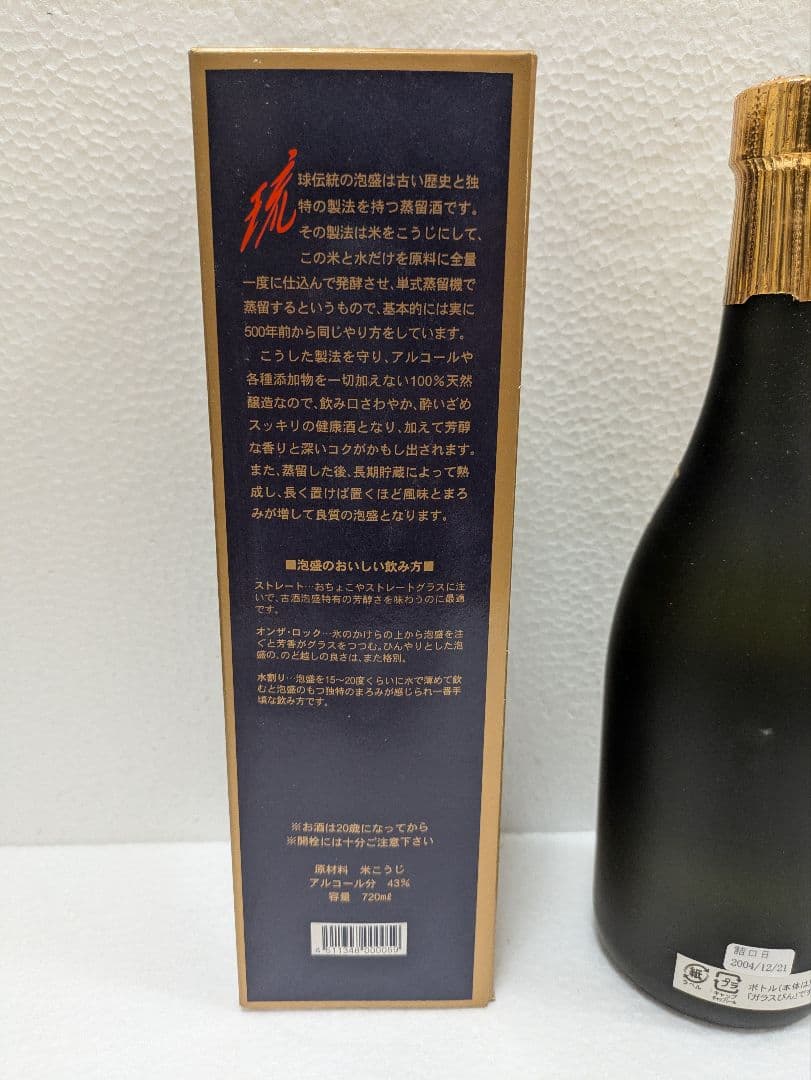 琉球伝統の泡盛は古い歴史と独
特の製法を持つ蒸留酒です。
その製法は米をこうじにして、
この米と水だけを原料に全量
一度に仕込んで発酵させ、単式蒸留機で
蒸留するというもので、基本的には実に
500年前から同じやり方をしています。
こうした製法を守り、アルコールや
各種添加物を一切加えない100%天然
醸造なので、飲み口さわやか、酔いざめ
スッキリの健康酒となり、加えて芳醇
な香りと深いコクがかもし出されます。
また、蒸留した後、長期貯蔵によって熟
成し、長く置けば置くほど風味とまろ
みが増して良質の泡盛となります。
■泡盛のおいしい飲み方■
ストレート…おちょこやストレートグラスに注
いで、古酒泡盛特有の芳醇さを味わうのに最適
です。
オンザ・ロック…氷のかけらの上から泡盛を注
ぐと芳香がグラスをつつむ。ひんやりとした泡
盛の、のど越しの良さは、また格別。
水割り…泡盛を15〜20度くらいに水で薄めて飲
むと泡盛のもつ独特のまろみが感じられ一番手
頃な飲み方です。
※お酒は20歳になってから
※開栓には十分ご注意下さい
原材料 米こうじ
アルコール分 43%
容量 720mℓ
4511348000059
詰口日
2004/12/21
紙
ラベル
プラ
キャップ
ボトル(本体は
「ガラスびん」で